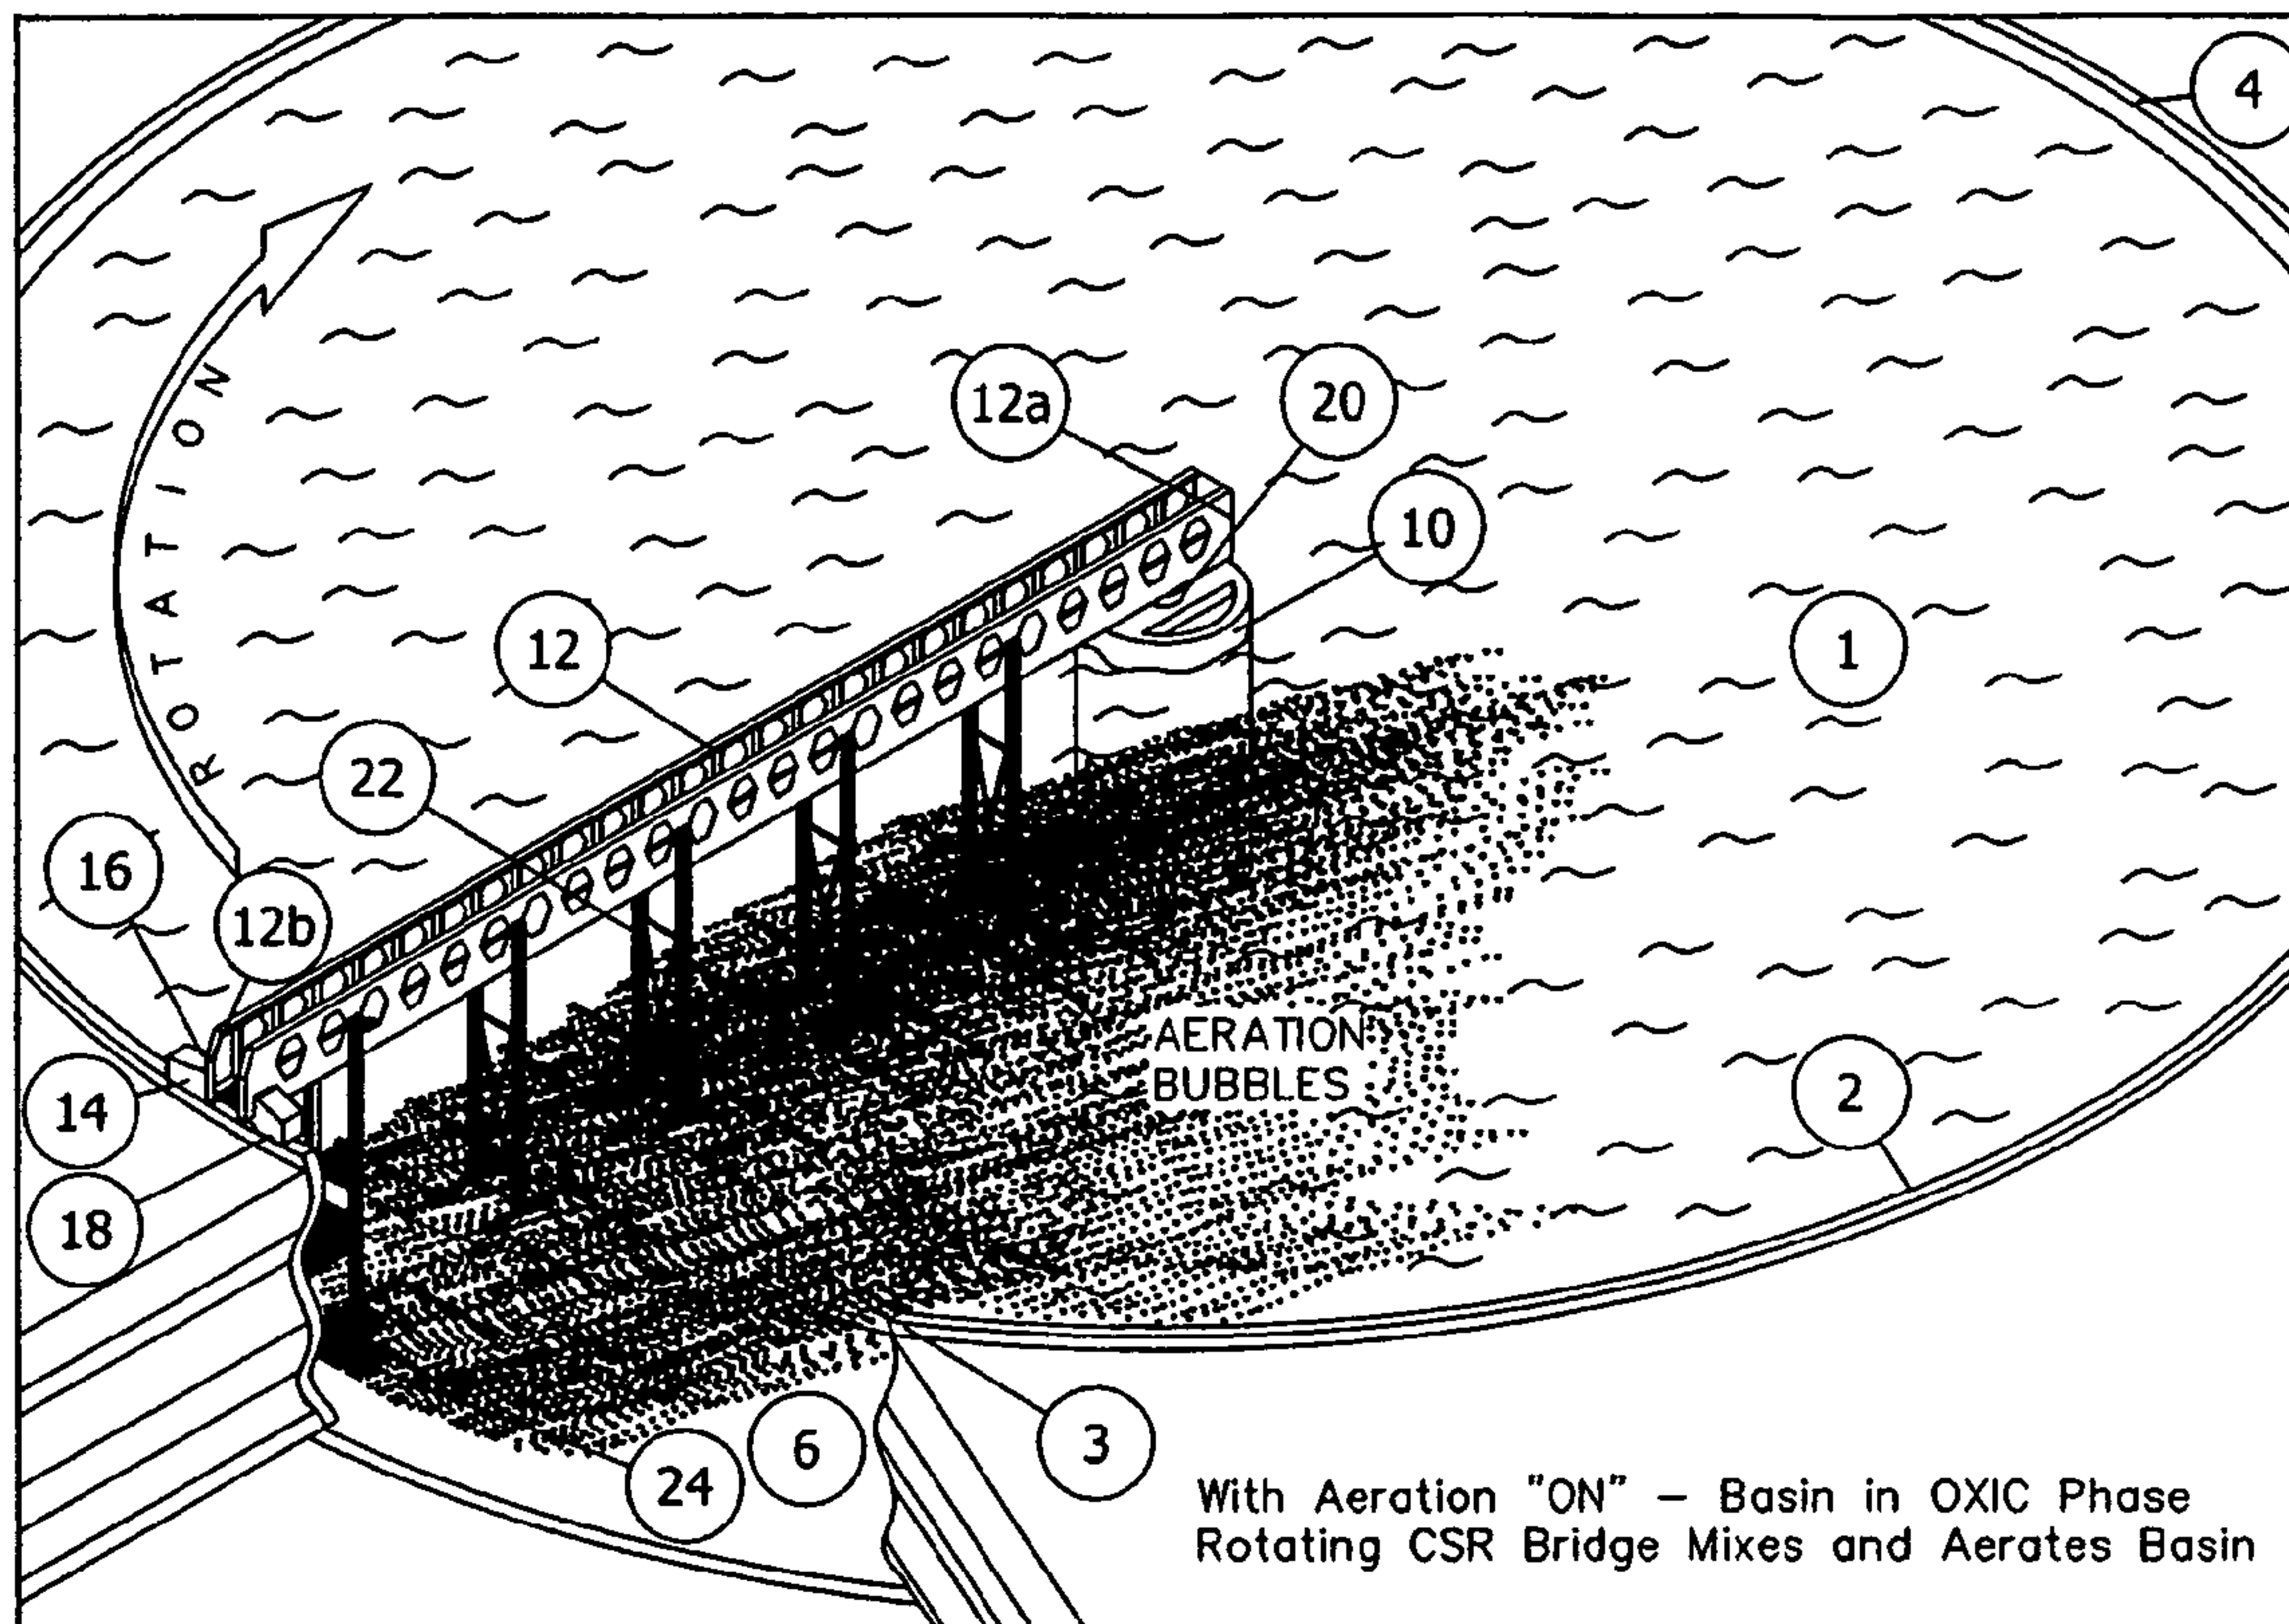 4
12a
20
10
ROTATION
12
1
22
16
12b
AERATION
BUBBLES
14
2
18
3
6
24
With Aeration "ON" – Basin in OXIC Phase
Rotating CSR Bridge Mixes and Aerates Basin